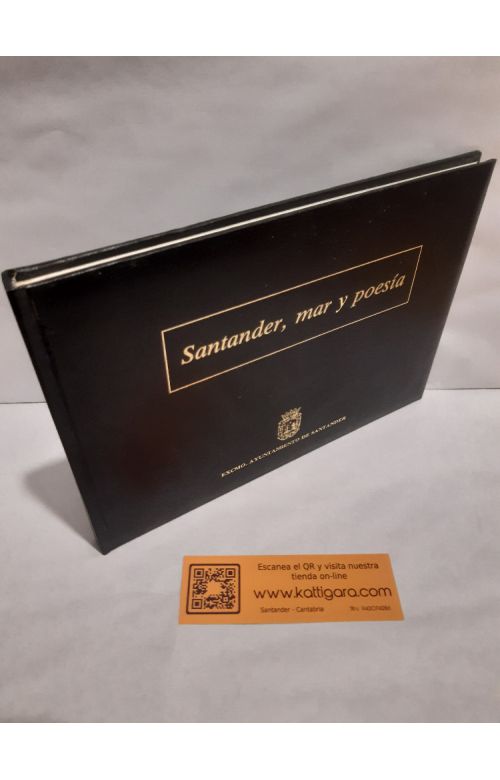 Santander, mar y poesía
EXCMO. AYUNTAMIENTO DE SANTANDER
Escanea el QR y visita nuestra
tienda on-line
www.kattigara.com
Santander - Cantabria